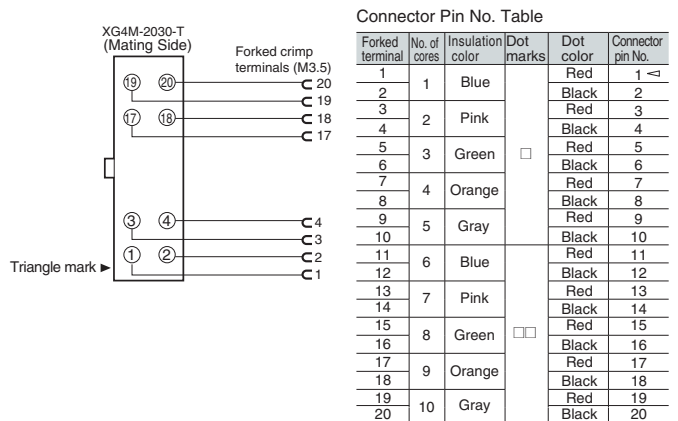 Connector Pin No. Table
XG4M-2030-T
(Mating Side)
Forked crimp
terminals (M3.5)
19 20 20
19
17 18 18
17
3 4 4
3
1 2 2
1
Triangle mark
Forked terminal No. of cores Insulation color Dot marks Dot color Connector pin No.
1 1 Blue □ Red 1
2 Black 2
3 2 Pink Red 3
4 Black 4
5 3 Green Red 5
6 Black 6
7 4 Orange Red 7
8 Black 8
9 5 Gray Red 9
10 Black 10
11 6 Blue □□ Red 11
12 Black 12
13 7 Pink Red 13
14 Black 14
15 8 Green Red 15
16 Black 16
17 9 Orange Red 17
18 Black 18
19 10 Gray Red 19
20 Black 20